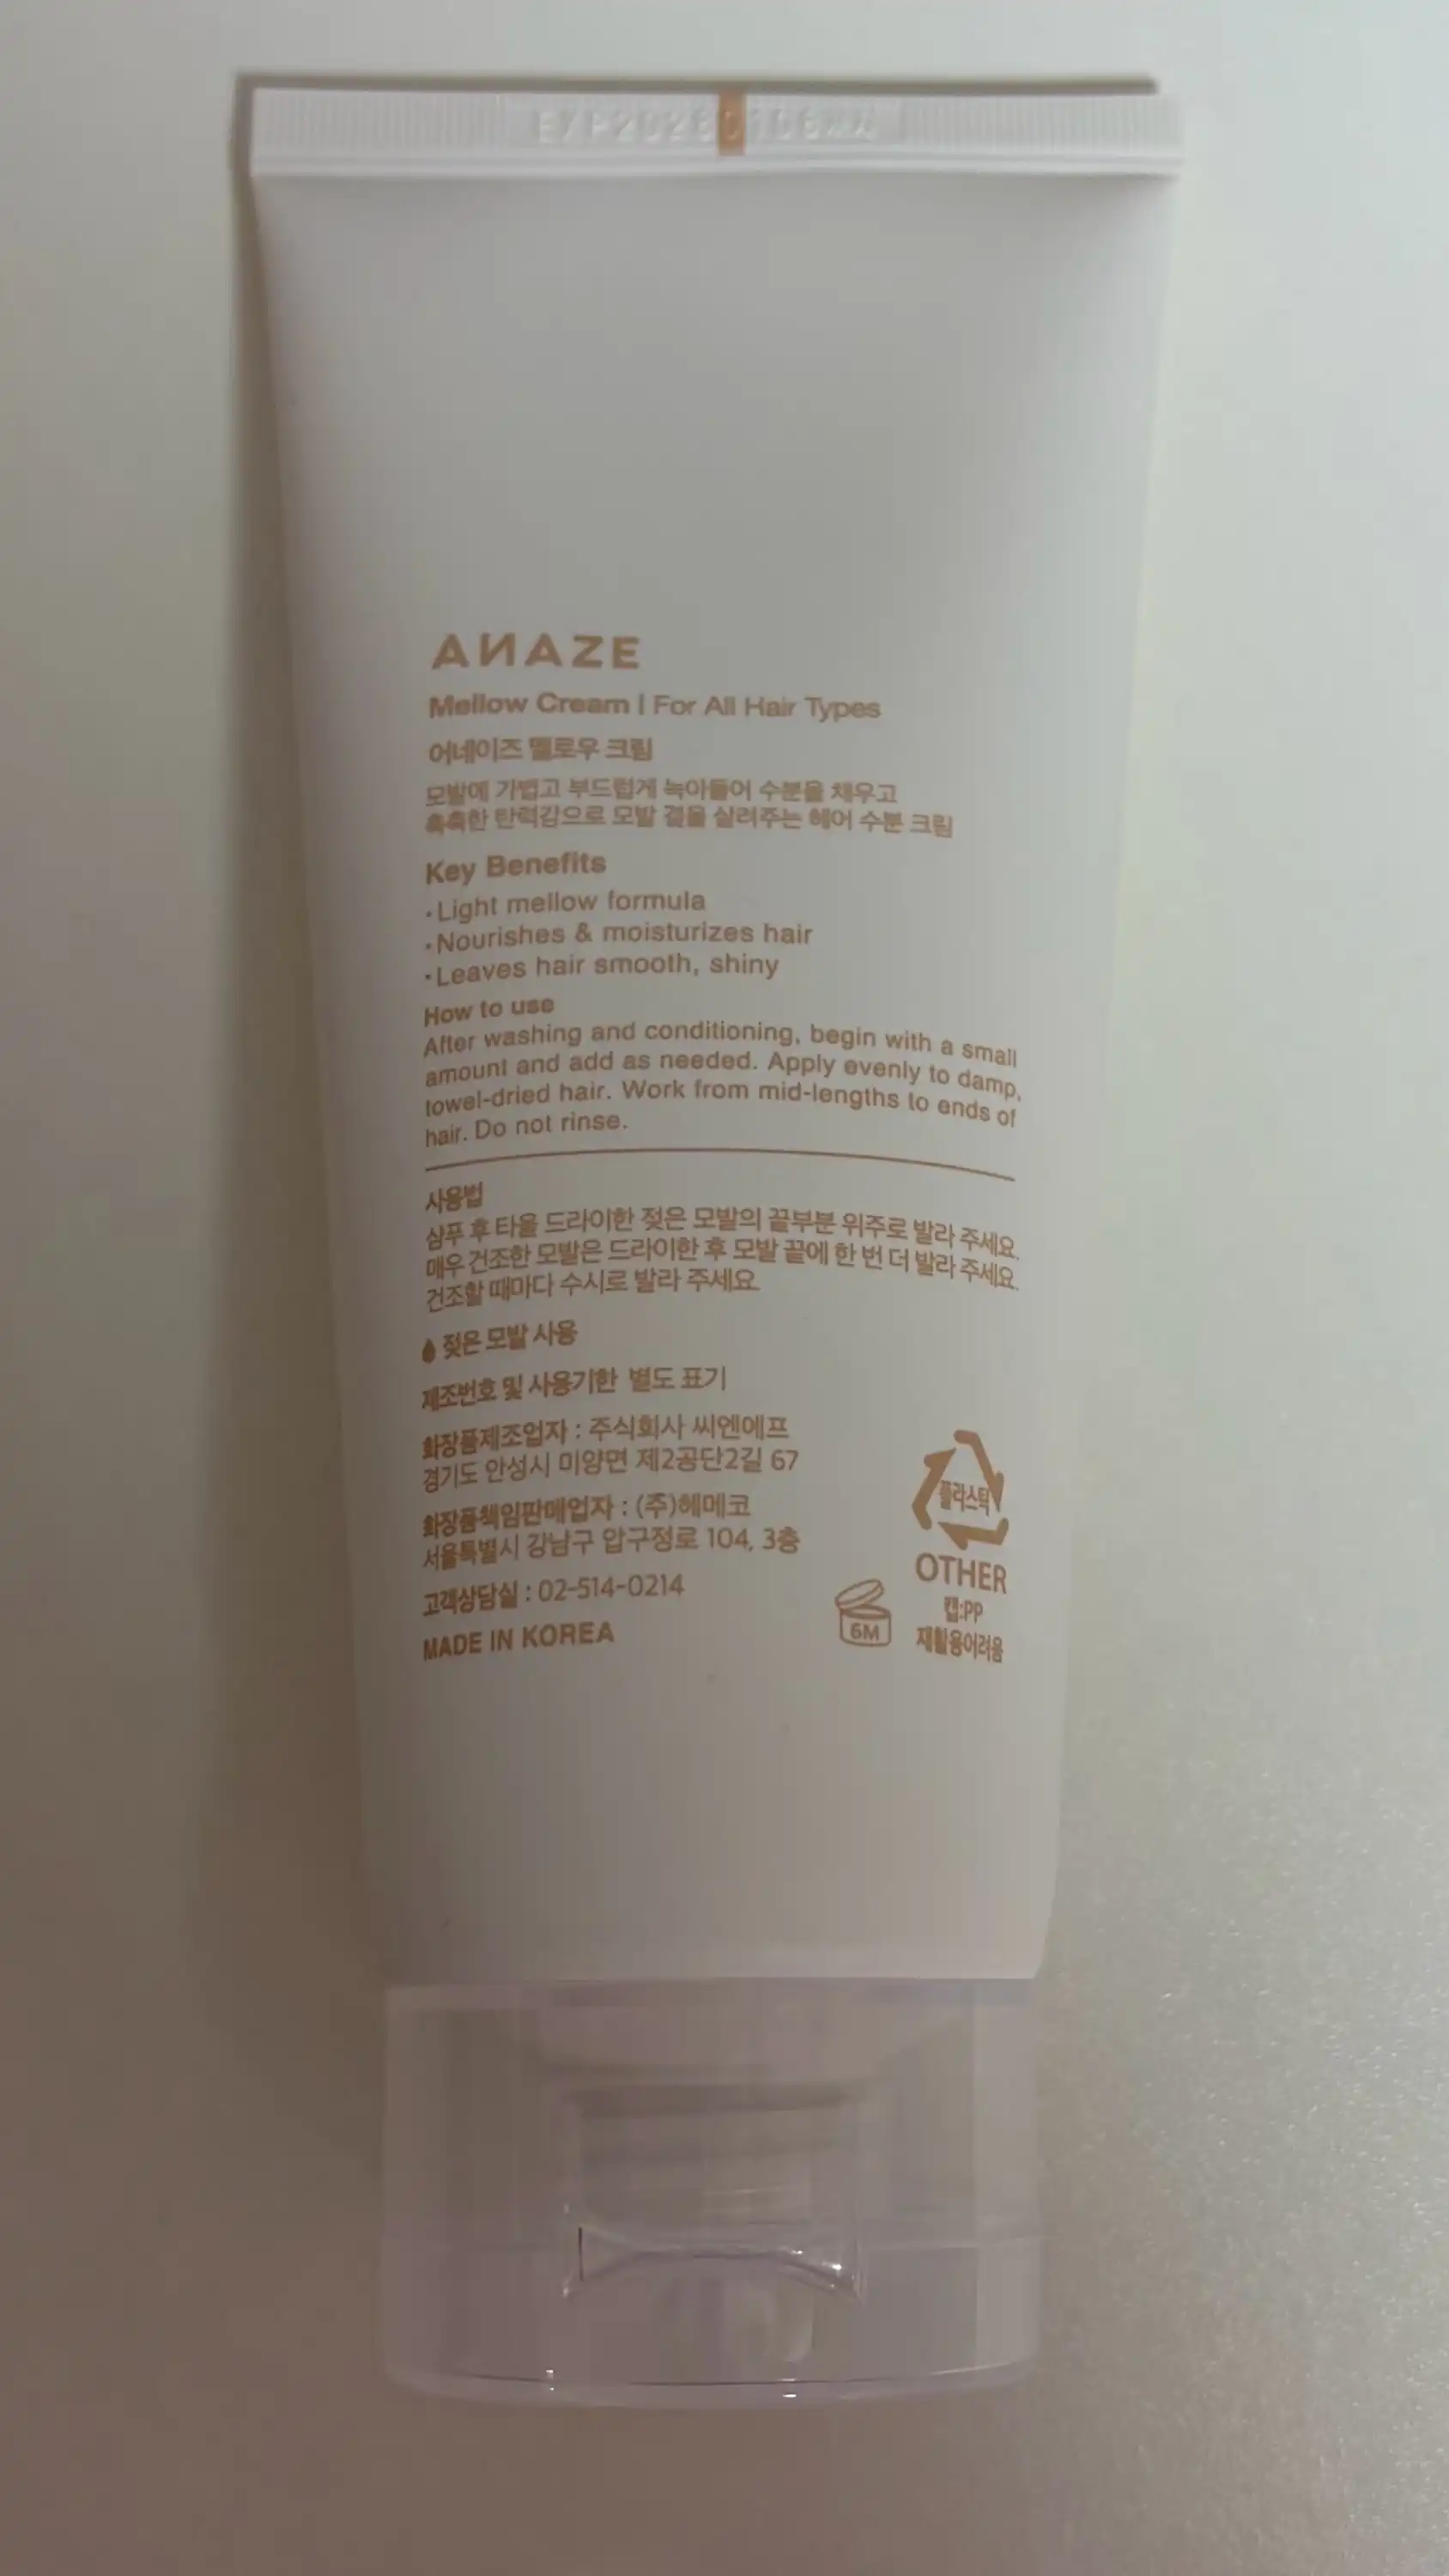 ANAZE
Mellow Cream | For All Hair Types
어네이즈 멜로우 크림
모발에 가볍고 부드럽게 녹아들어 수분을 채우고
촉촉한 탄력감으로 모발 결을 살려주는 헤어 수분 크림
Key Benefits
·Light mellow formula
·Nourishes & moisturizes hair
·Leaves hair smooth, shiny
How to use
After washing and conditioning, begin with a small
amount and add as needed. Apply evenly to damp,
towel-dried hair. Work from mid-lengths to ends of
hair. Do not rinse.
사용법
샴푸 후 타올 드라이한 젖은 모발의 끝부분 위주로 발라 주세요.
매우 건조한 모발은 드라이한 후 모발 끝에 한 번 더 발라 주세요.
건조할 때마다 수시로 발라 주세요.
젖은 모발 사용
제조번호 및 사용기한 별도 표기
화장품제조업자 : 주식회사 씨엔에프
경기도 안성시 미양면 제2공단2길 67
화장품책임판매업자 : (주)헤메코
서울특별시 강남구 압구정로 104, 3층
고객상담실 : 02-514-0214
MADE IN KOREA
6M
플라스틱
OTHER
캡:PP
재활용어려움